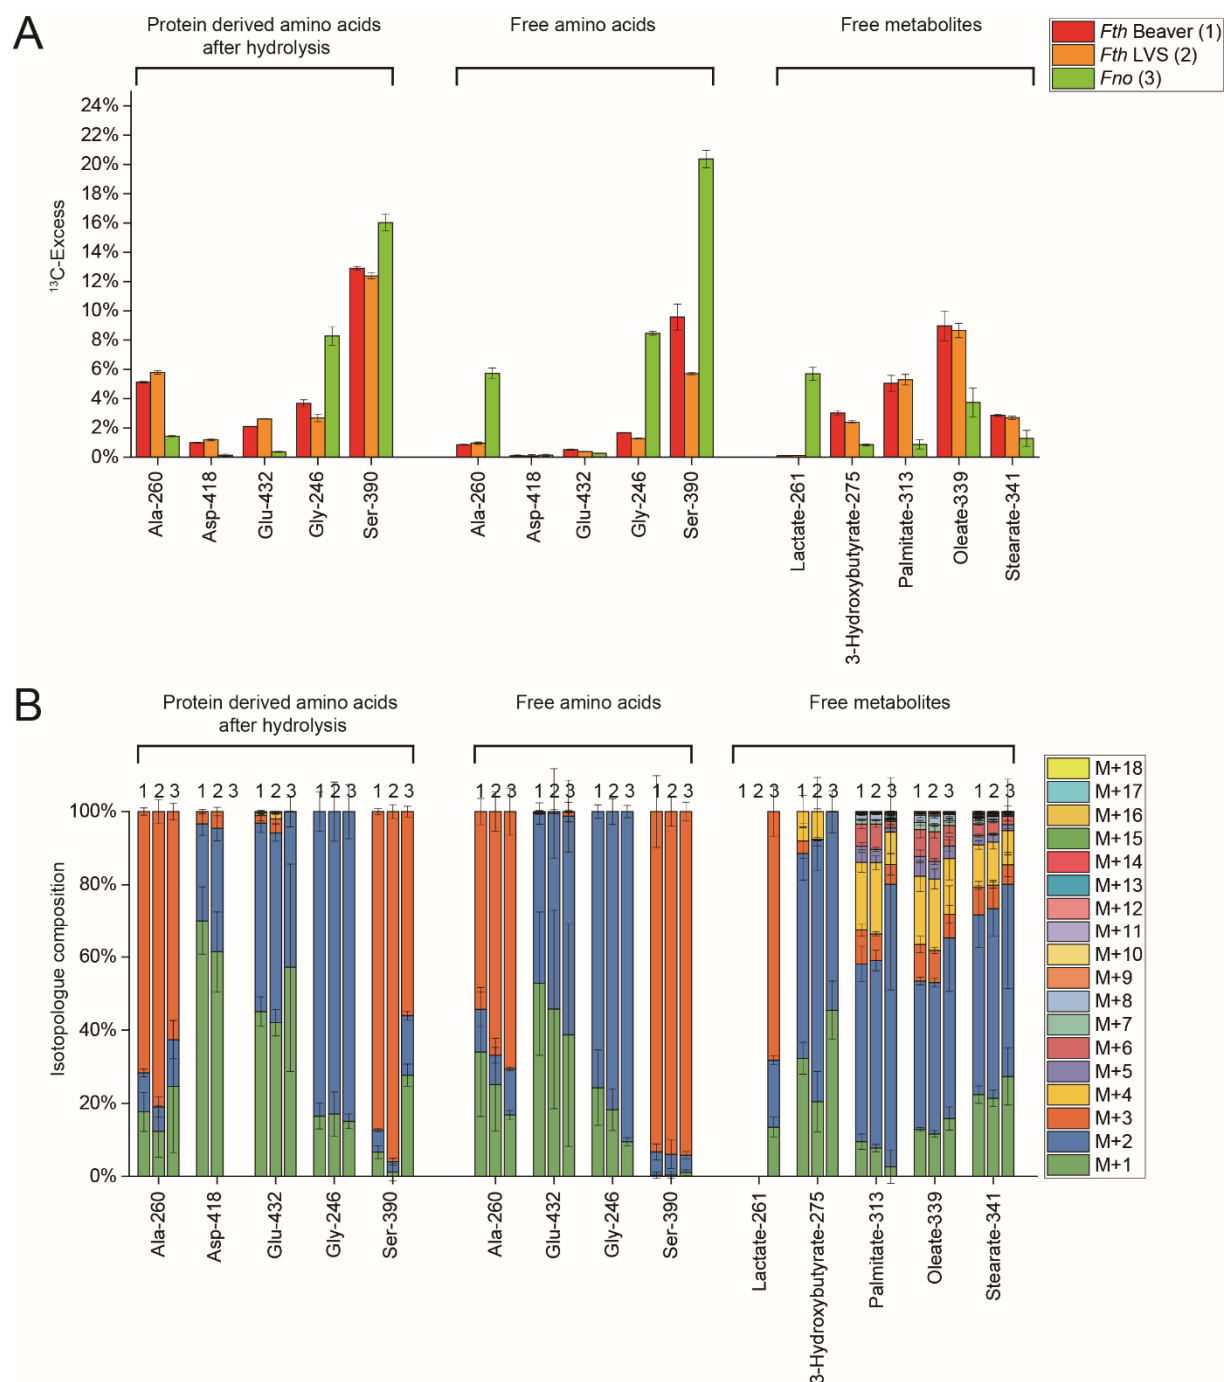 A
Protein derived amino acids
after hydrolysis
Free amino acids
Free metabolites
Fth Beaver (1)
Fth LVS (2)
Fno (3)
24%
22%
20%
18%
16%
14%
12%
10%
8%
6%
4%
2%
0%
¹³C-Excess
Ala-260
Asp-418
Glu-432
Gly-246
Ser-390
Ala-260
Asp-418
Glu-432
Gly-246
Ser-390
Lactate-261
3-Hydroxybutyrate-275
Palmitate-313
Oleate-339
Stearate-341
B
Protein derived amino acids
after hydrolysis
Free amino acids
Free metabolites
1 2 3 1 2 3 1 2 3 1 2 3 1 2 3
1 2 3 1 2 3 1 2 3 1 2 3
1 2 3 1 2 3 1 2 3 1 2 3 1 2 3
100%
80%
60%
40%
20%
0%
Isotopologue composition
M+18
M+17
M+16
M+15
M+14
M+13
M+12
M+11
M+10
M+9
M+8
M+7
M+6
M+5
M+4
M+3
M+2
M+1
Ala-260
Asp-418
Glu-432
Gly-246
Ser-390
Ala-260
Glu-432
Gly-246
Ser-390
Lactate-261
3-Hydroxybutyrate-275
Palmitate-313
Oleate-339
Stearate-341